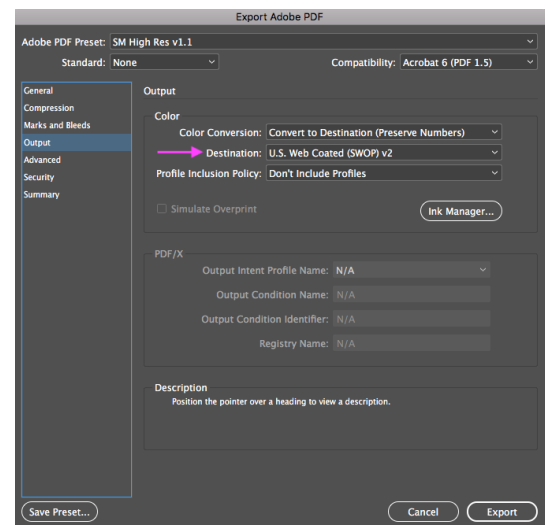 Export Adobe PDF
Adobe PDF Preset: SM High Res v1.1
Standard: None Compatibility: Acrobat 6 (PDF 1.5)
General
Compression
Marks and Bleeds
Output
Advanced
Security
Summary
Output
Color
Color Conversion: Convert to Destination (Preserve Numbers)
Destination: U.S. Web Coated (SWOP) v2
Profile Inclusion Policy: Don't Include Profiles
Simulate Overprint
Ink Manager...
PDF/X
Output Intent Profile Name: N/A
Output Condition Name: N/A
Output Condition Identifier: N/A
Registry Name: N/A
Description
Position the pointer over a heading to view a description.
Save Preset...
Cancel
Export